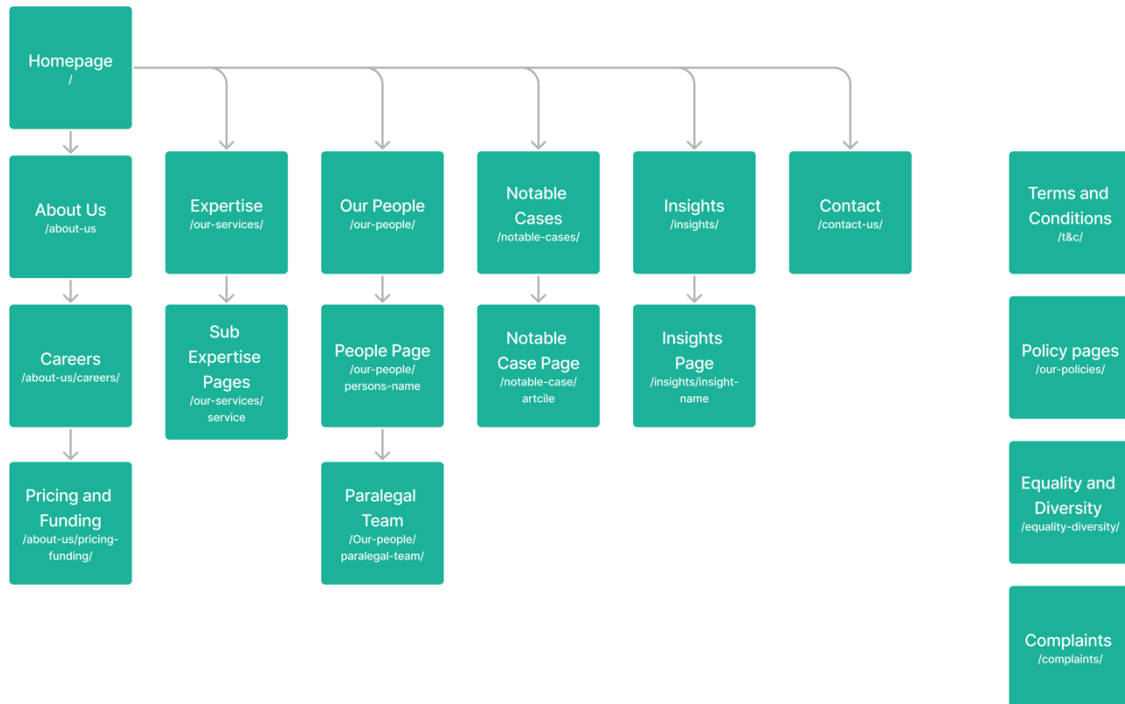 Homepage
/
About Us
/about-us
Expertise
/our-services/
Our People
/our-people/
Notable
Cases
/notable-cases/
Insights
/insights/
Contact
/contact-us/
Terms and
Conditions
/t&c/
Careers
/about-us/careers/
Sub
Expertise
Pages
/our-services/
service
People Page
/our-people/
persons-name
Notable
Case Page
/notable-case/
artcile
Insights
Page
/insights/insight-
name
Policy pages
/our-policies/
Pricing and
Funding
/about-us/pricing-
funding/
Paralegal
Team
/Our-people/
paralegal-team/
Equality and
Diversity
/equality-diversity/
Complaints
/complaints/